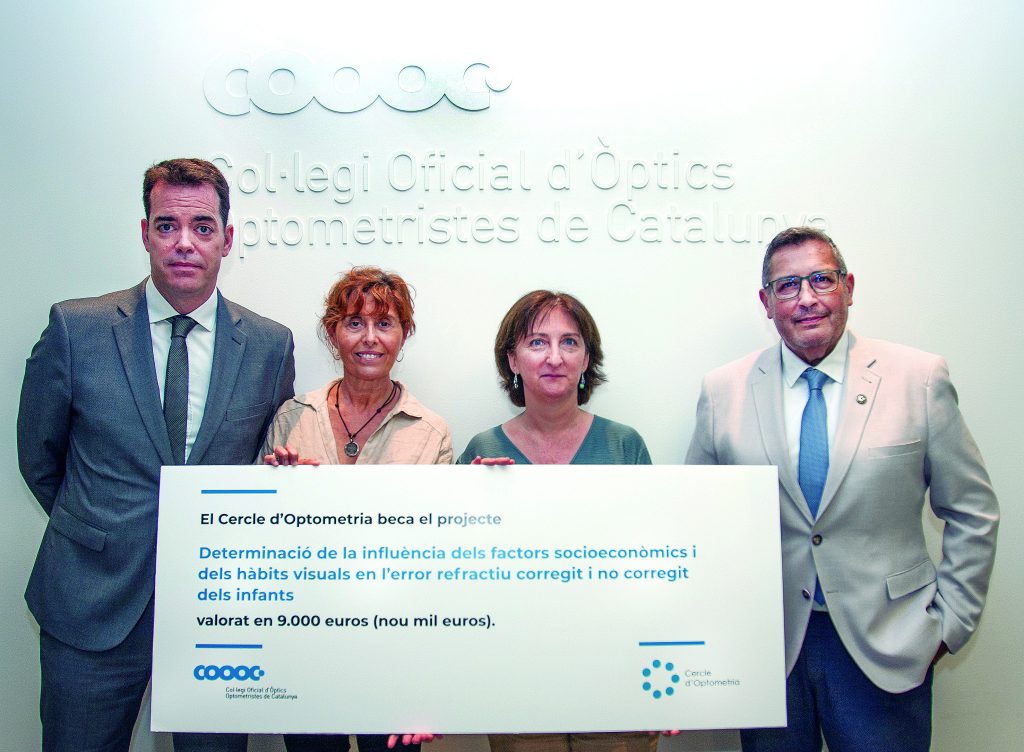 COOOC
Col·legi Oficial d´Òptics
Optometristes de Catalunya
El Cercle d'Optometria beca el projecte
Determinació de la influència dels factors socioeconòmics i
dels hàbits visuals en l'error refractiu corregit i no corregit
dels infants
valorat en 9.000 euros (nou mil euros).
COOOC
Col·legi Oficial d'Òptics
Optometristes de Catalunya
Cercle
d'Optometria